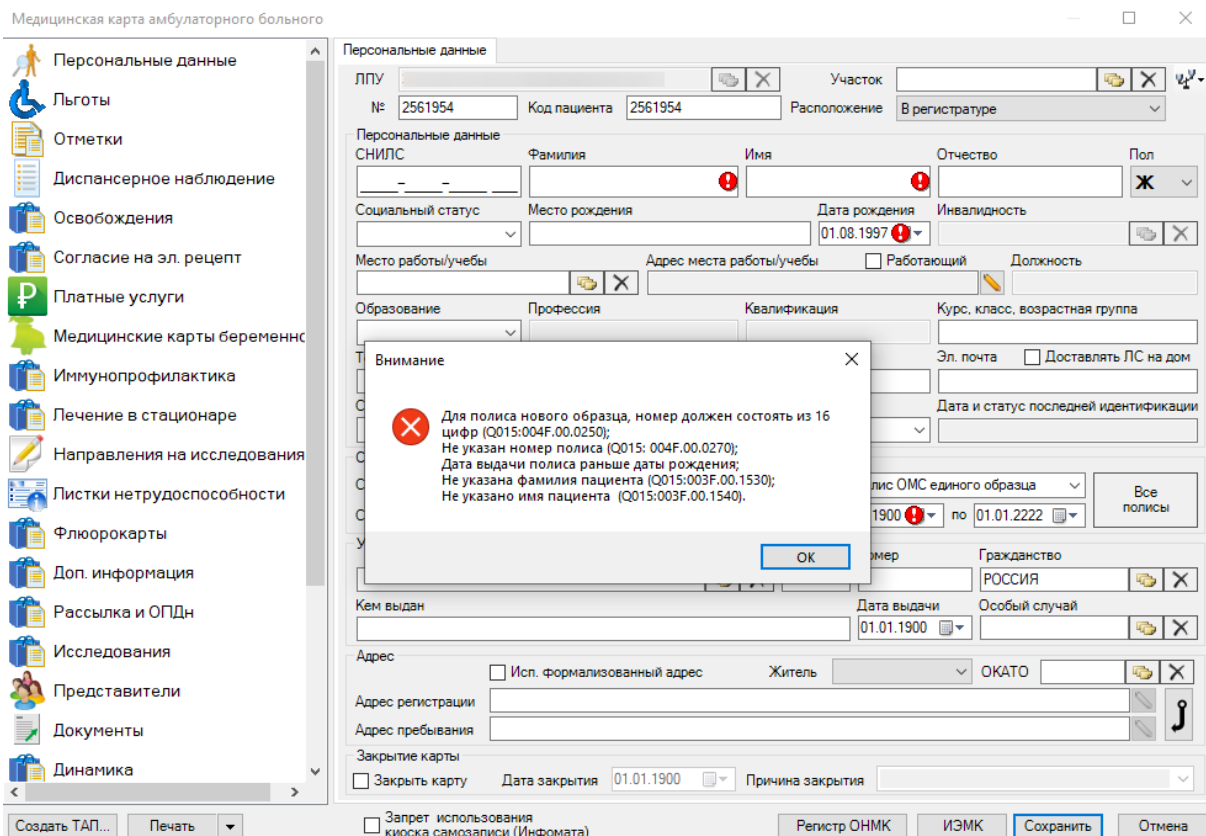 Медицинская карта амбулаторного больного
Персональные данные
Льготы
Отметки
Диспансерное наблюдение
Освобождения
Согласие на эл. рецепт
Платные услуги
Медицинские карты беременно
Иммунопрофилактика
Лечение в стационаре
Направления на исследования
Листки нетрудоспособности
Флюорокарты
Доп. информация
Рассылка и ОПДн
Исследования
Представители
Документы
Динамика
Персональные данные
ЛПУ Участок
№ 2561954 Код пациента 2561954 Расположение В регистратуре
Персональные данные
СНИЛС Фамилия Имя Отчество Пол
Ж
Социальный статус Место рождения Дата рождения Инвалидность
01.08.1997
Место работы/учебы Адрес места работы/учебы Работающий Должность
Образование Профессия Квалификация Курс, класс, возрастная группа
Эл. почта Доставлять ЛС на дом
Дата и статус последней идентификации
Внимание
Для полиса нового образца, номер должен состоять из 16
цифр (Q015:004F.00.0250);
Не указан номер полиса (Q015: 004F.00.0270);
Дата выдачи полиса раньше даты рождения;
Не указана фамилия пациента (Q015:003F.00.1530);
Не указано имя пациента (Q015:003F.00.1540).
ОК
лис ОМС единого образца Все
полисы
1900 по 01.01.2222
мер Гражданство
РОССИЯ
Кем выдан Дата выдачи Особый случай
01.01.1900
Адрес
Исп. формализованный адрес Житель ОКАТО
Адрес регистрации
Адрес пребывания
Закрытие карты
Закрыть карту Дата закрытия 01.01.1900 Причина закрытия
Создать ТАП... Печать Запрет использования
киоска самозаписи (Инфомата) Регистр ОНМК ИЭМК Сохранить Отмена